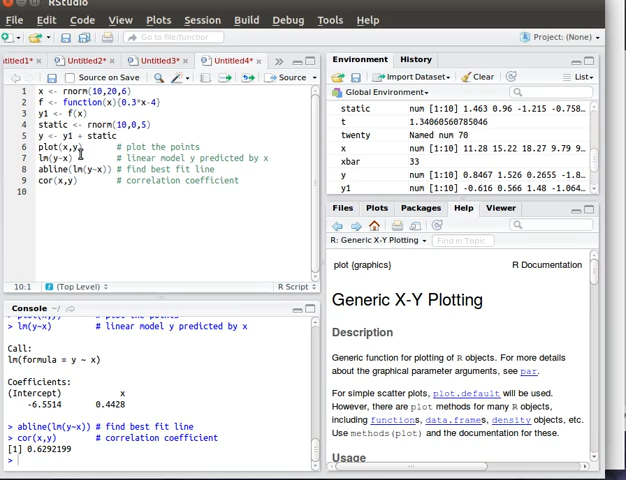 RStudio
File Edit Code View Plots Session Build Debug Tools Help
Go to file/function
Project: (None)
ntitled1* Untitled2* Untitled3* Untitled4*
Source on Save Source
1 x <- rnorm(10,20,6)
2 f <- function(x){0.3*x-4}
3 y1 <- f(x)
4 static <- rnorm(10,0,5)
5 y <- y1 + static
6 plot(x,y) # plot the points
7 lm(y~x) # linear model y predicted by x
8 abline(lm(y~x)) # find best fit line
9 cor(x,y) # correlation coefficient
10
10:1 (Top Level) R Script
Console ~/
> plot(x,y) # plot the points
> lm(y~x) # linear model y predicted by x
Call:
lm(formula = y ~ x)
Coefficients:
(Intercept) x
-6.5514 0.4428
> abline(lm(y~x)) # find best fit line
> cor(x,y) # correlation coefficient
[1] 0.6292199
>
Environment History
Import Dataset Clear List
Global Environment
static num [1:10] 1.463 0.96 -1.215 -0.758…
t 1.34060560785046
twenty Named num 70
x num [1:10] 11.28 15.22 18.27 9.79 9…
xbar 33
y num [1:10] 0.8467 1.526 0.2655 -1.8…
y1 num [1:10] -0.616 0.566 1.48 -1.064…
Files Plots Packages Help Viewer
R: Generic X-Y Plotting Find in Topic
plot {graphics} R Documentation
Generic X-Y Plotting
Description
Generic function for plotting of R objects. For more details
about the graphical parameter arguments, see par.
For simple scatter plots, plot.default will be used.
However, there are plot methods for many R objects,
including functions, data.frames, density objects, etc.
Use methods(plot) and the documentation for these.
Usage